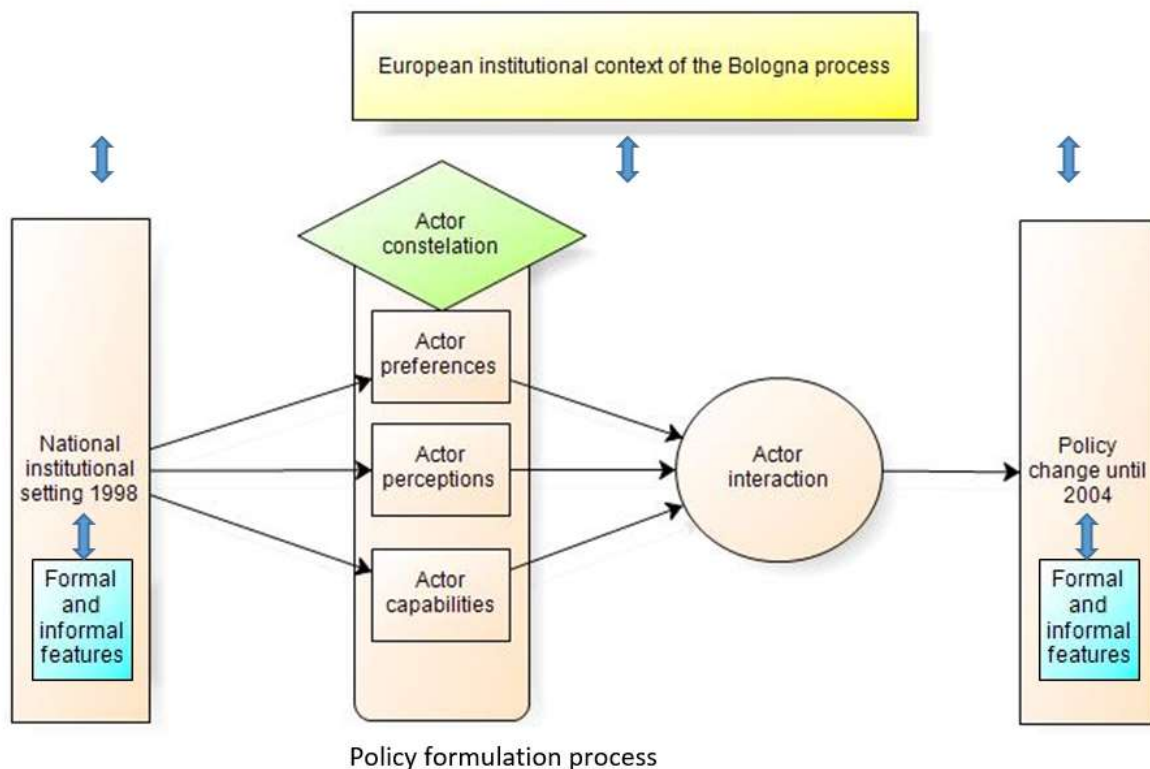 European institutional context of the Bologna process
Actor
constelation
Actor
preferences
National
institutional
setting 1998
Actor
perceptions
Actor
interaction
Policy
change until
2004
Formal
and
informal
features
Actor
capabilities
Formal
and
informal
features
Policy formulation process